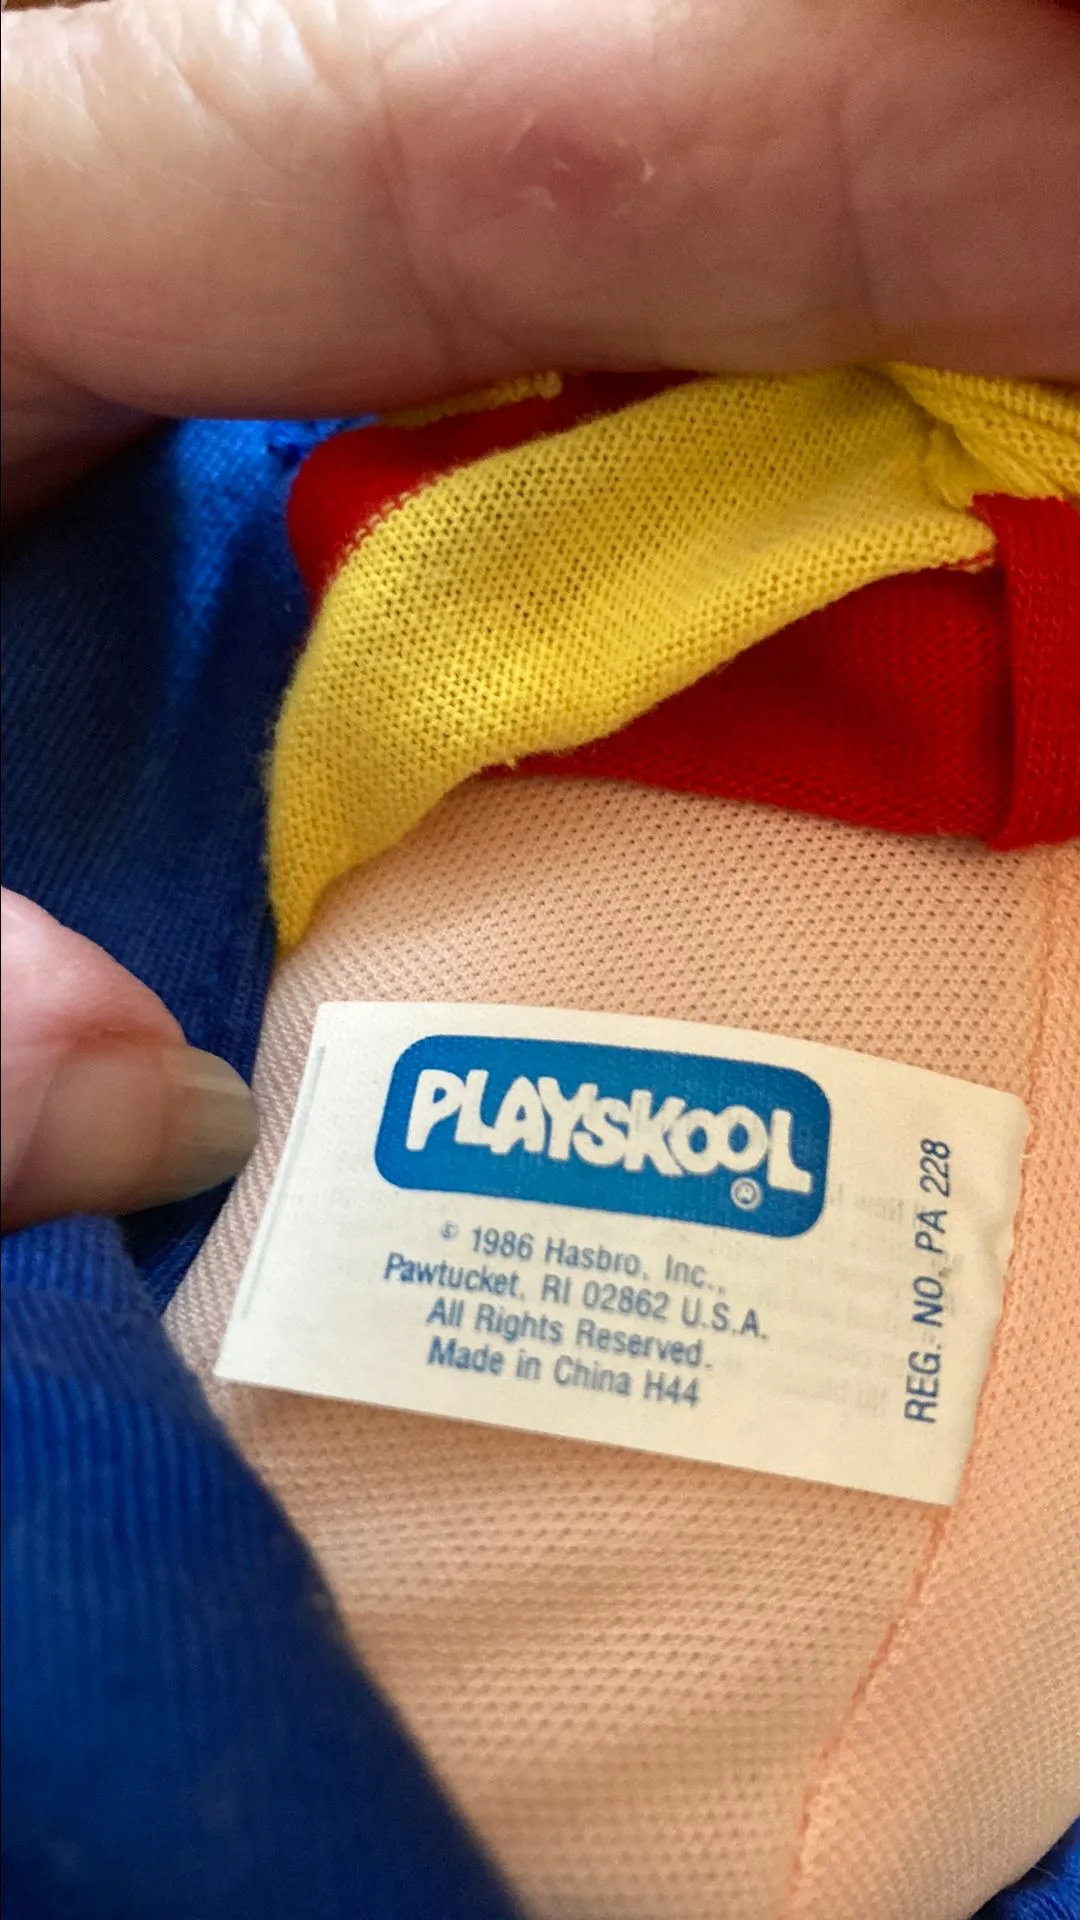 PLAYSKOOL®
© 1986 Hasbro, Inc.,
Pawtucket, RI 02862 U.S.A.
All Rights Reserved.
Made in China H44
REG. NO. PA 228